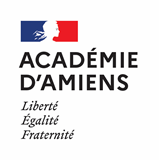 ACADÉMIE
D'AMIENS
Liberté
Égalité
Fraternité